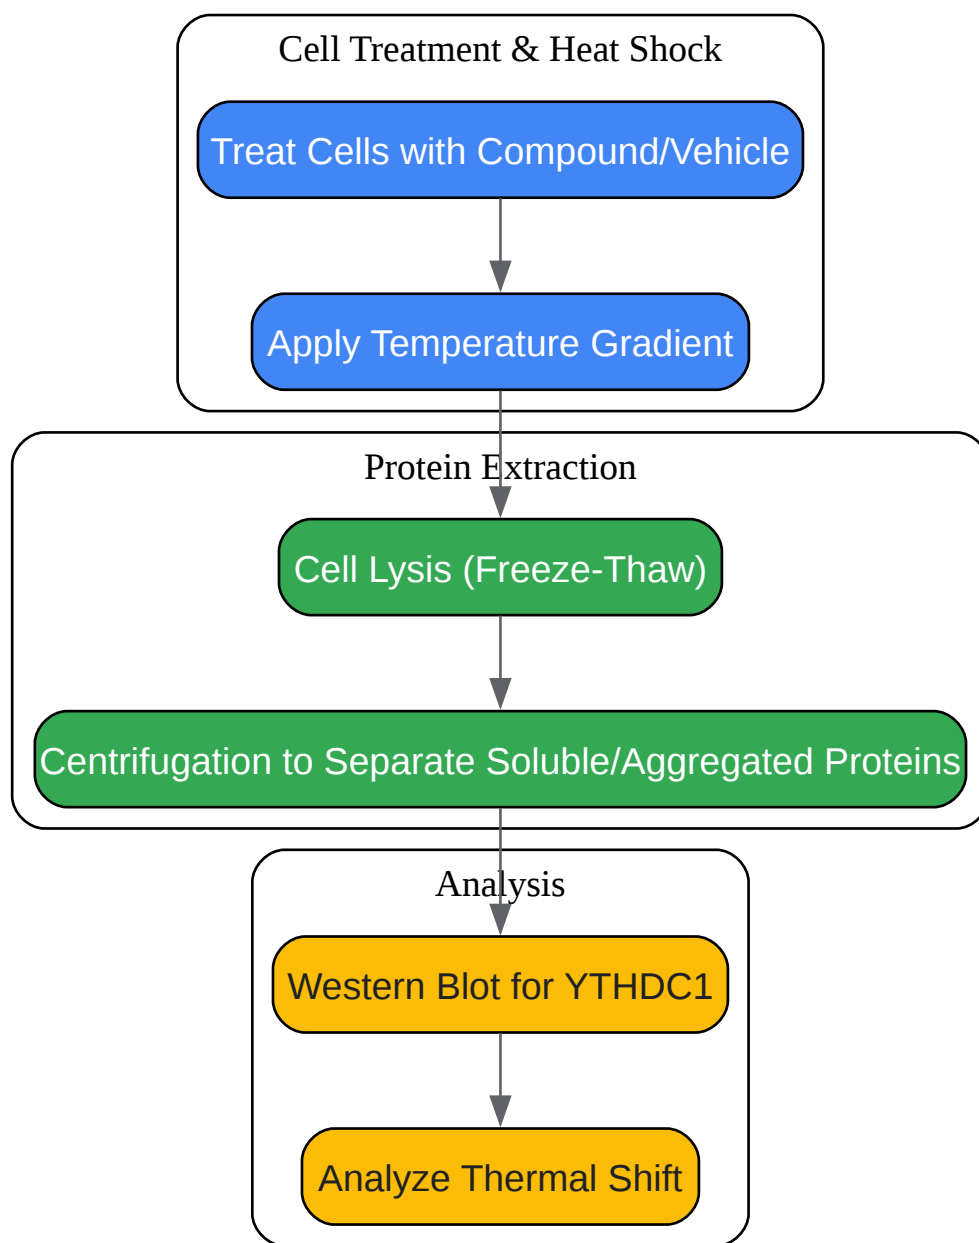 Cell Treatment & Heat Shock
Treat Cells with Compound/Vehicle
Apply Temperature Gradient
Protein Extraction
Cell Lysis (Freeze-Thaw)
Centrifugation to Separate Soluble/Aggregated Proteins
Analysis
Western Blot for YTHDC1
Analyze Thermal Shift